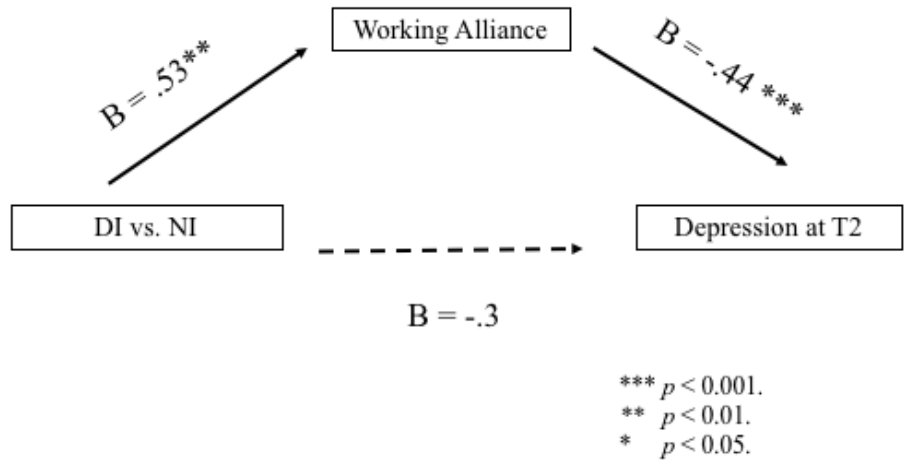 Working Alliance
B = .53**
B = -.44 ***
DI vs. NI
Depression at T2
B = -.3
*** p < 0.001.
** p < 0.01.
* p < 0.05.